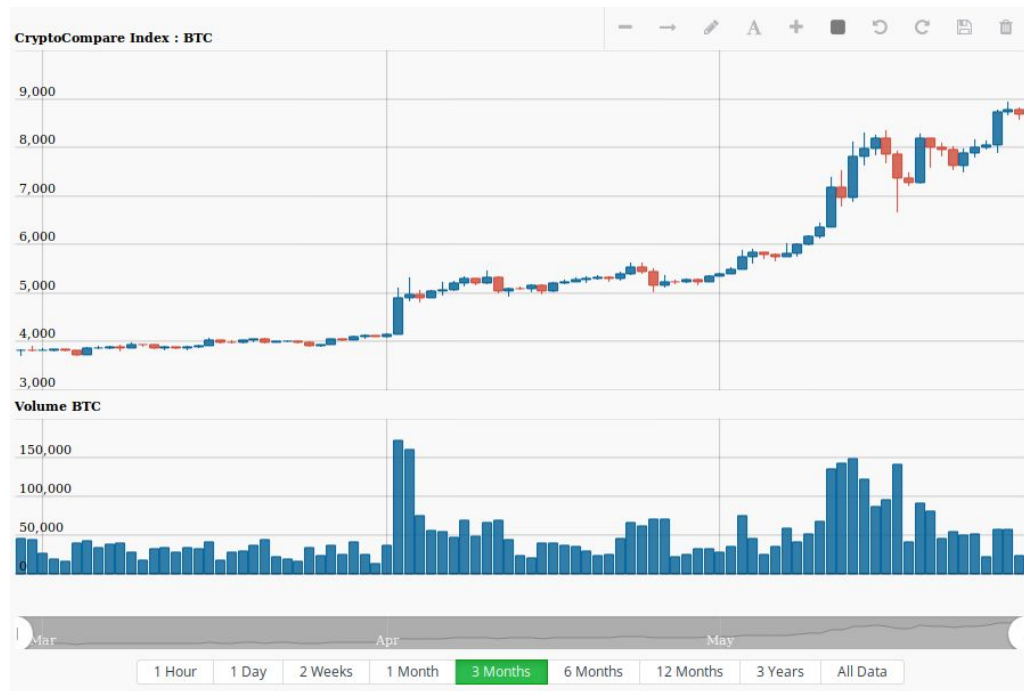 CryptoCompare Index : BTC
A
9,000
8,000
7,000
6,000
5,000
4,000
3,000
Volume BTC
150,000
100,000
50,000
0
Mar Apr May
1 Hour 1 Day 2 Weeks 1 Month 3 Months 6 Months 12 Months 3 Years All Data